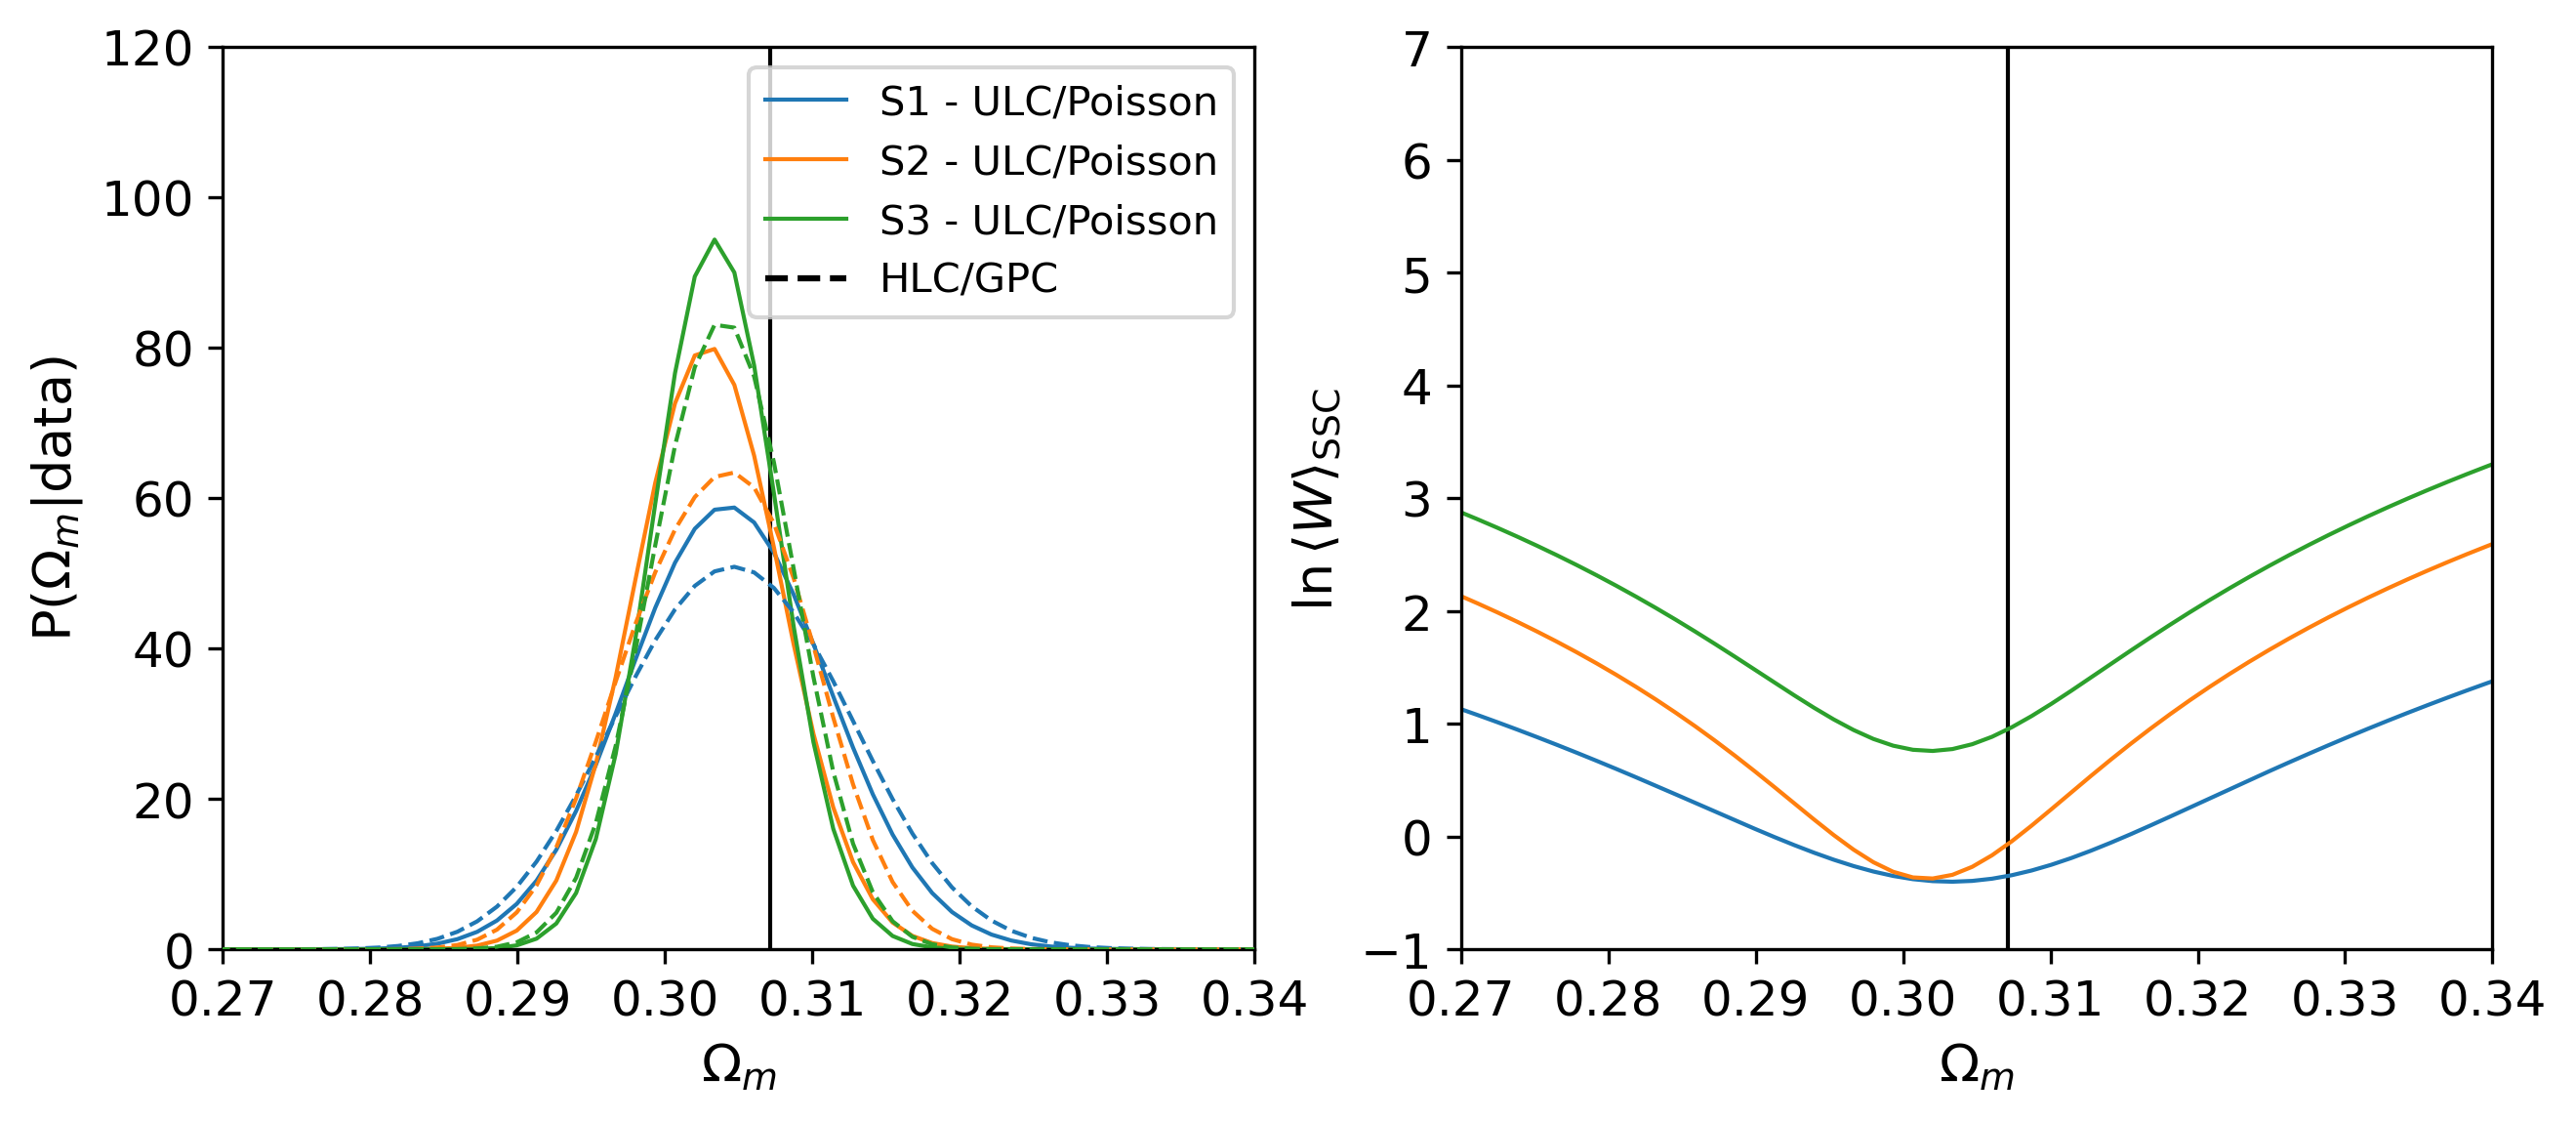 120
100
80
60
40
20
0
P(Ωm|data)
S1 - ULC/Poisson
S2 - ULC/Poisson
S3 - ULC/Poisson
HLC/GPC
0.27 0.28 0.29 0.30 0.31 0.32 0.33 0.34
Ωm
7
6
5
4
3
2
1
0
−1
ln ⟨W⟩SSC
0.27 0.28 0.29 0.30 0.31 0.32 0.33 0.34
Ωm